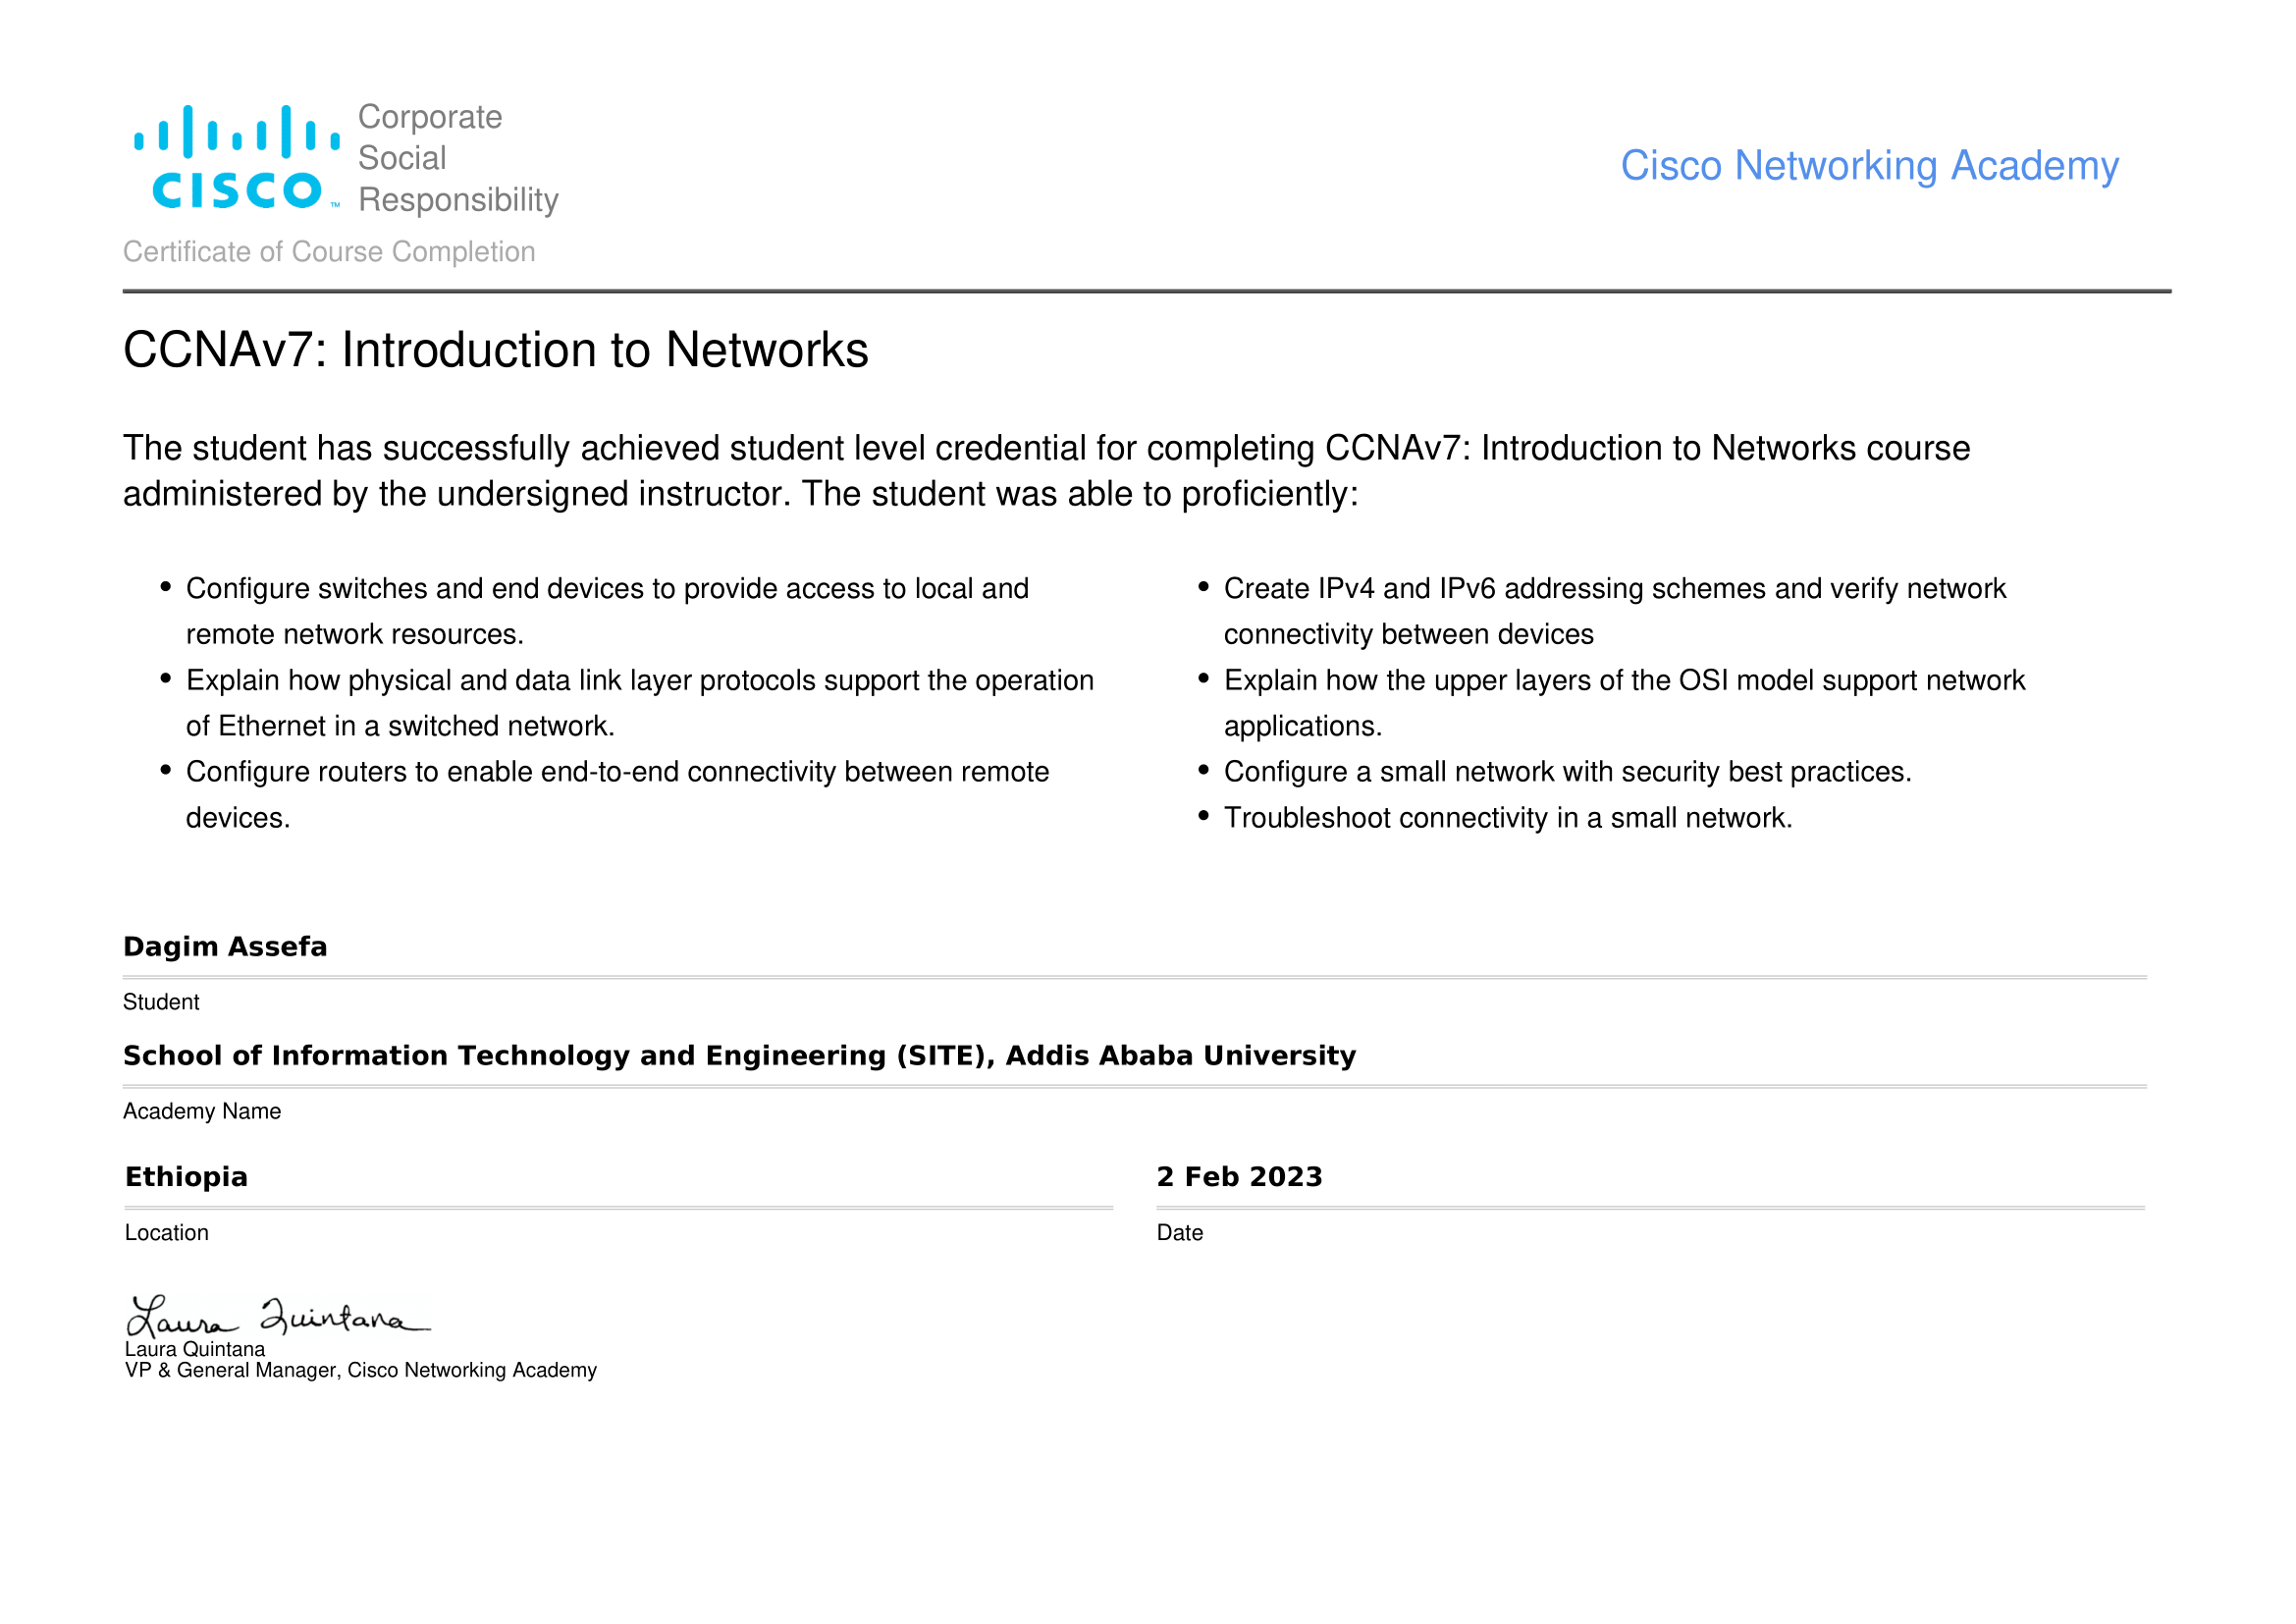 CISCO™
Corporate
Social
Responsibility
Cisco Networking Academy
Certificate of Course Completion
CCNAv7: Introduction to Networks
The student has successfully achieved student level credential for completing CCNAv7: Introduction to Networks course
administered by the undersigned instructor. The student was able to proficiently:
• Configure switches and end devices to provide access to local and
remote network resources.
• Explain how physical and data link layer protocols support the operation
of Ethernet in a switched network.
• Configure routers to enable end-to-end connectivity between remote
devices.
• Create IPv4 and IPv6 addressing schemes and verify network
connectivity between devices
• Explain how the upper layers of the OSI model support network
applications.
• Configure a small network with security best practices.
• Troubleshoot connectivity in a small network.
Dagim Assefa
Student
School of Information Technology and Engineering (SITE), Addis Ababa University
Academy Name
Ethiopia
Location
2 Feb 2023
Date
Laura Quintana
Laura Quintana
VP & General Manager, Cisco Networking Academy